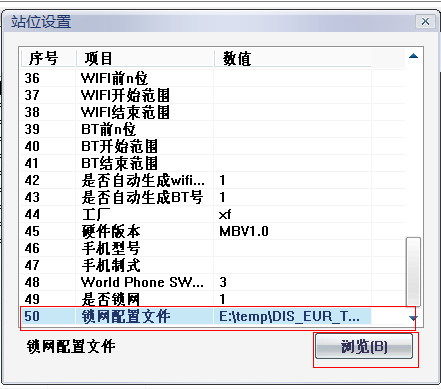 站位设置
序号 项目 数值
36 WIFI前n位
37 WIFI开始范围
38 WIFI结束范围
39 BT前n位
40 BT开始范围
41 BT结束范围
42 是否自动生成wifi... 1
43 是否自动生成BT号 1
44 工厂 xf
45 硬件版本 MBV1.0
46 手机型号
47 手机制式
48 World Phone SW... 3
49 是否锁网 1
50 锁网配置文件 E:\temp\DIS_EUR_T...
锁网配置文件 浏览(B)